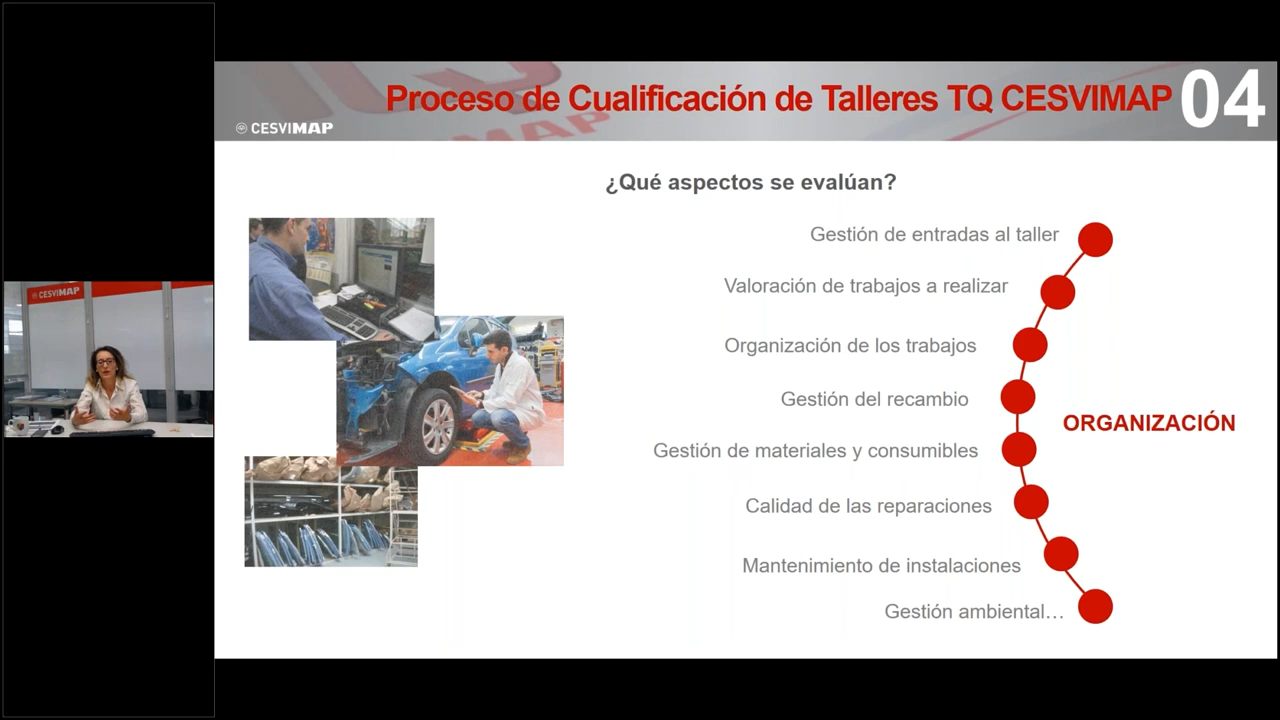 Proceso de Cualificación de Talleres TQ CESVIMAP 04
CESVIMAP
¿Qué aspectos se evalúan?
Gestión de entradas al taller
Valoración de trabajos a realizar
Organización de los trabajos
Gestión del recambio
ORGANIZACIÓN
Gestión de materiales y consumibles
Calidad de las reparaciones
Mantenimiento de instalaciones
Gestión ambiental…
CESVIMAP